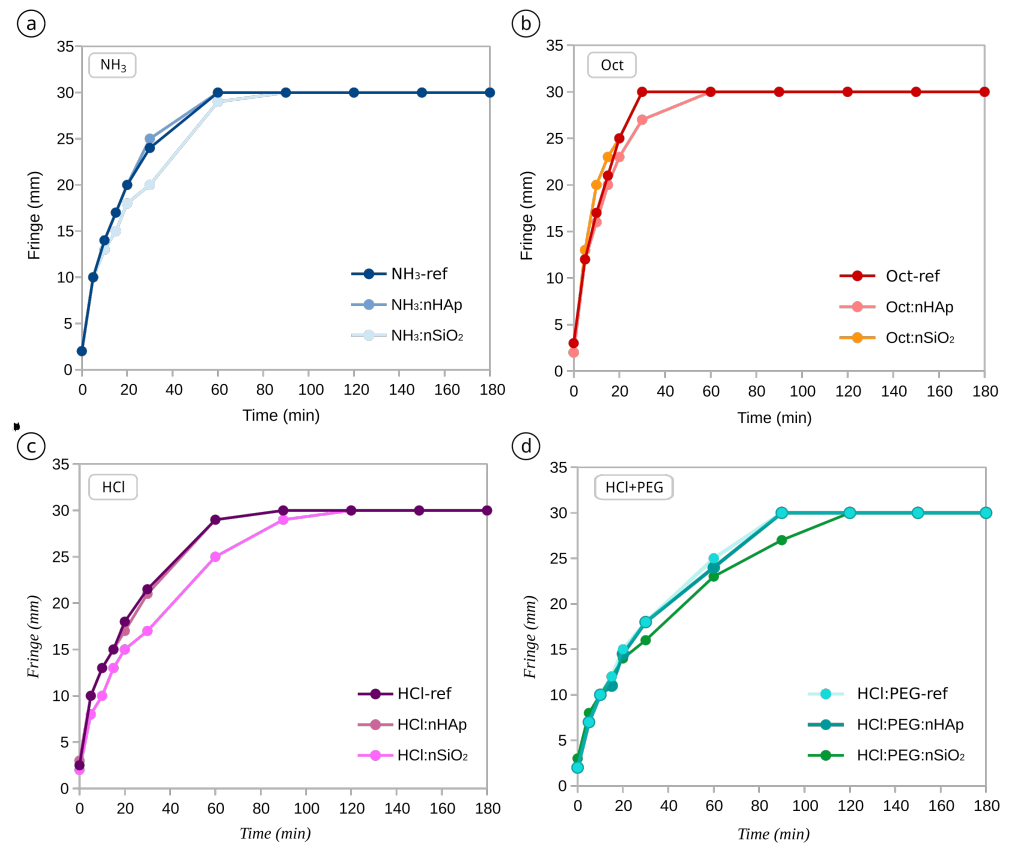 a
NH₃
35
30
25
20
15
10
5
0
Fringe (mm)
NH₃-ref
NH₃:nHAp
NH₃:nSiO₂
0 20 40 60 80 100 120 140 160 180
Time (min)
b
Oct
35
30
25
20
15
10
5
0
Fringe (mm)
Oct-ref
Oct:nHAp
Oct:nSiO₂
0 20 40 60 80 100 120 140 160 180
Time (min)
c
HCl
35
30
25
20
15
10
5
0
Fringe (mm)
HCl-ref
HCl:nHAp
HCl:nSiO₂
0 20 40 60 80 100 120 140 160 180
Time (min)
d
HCl+PEG
35
30
25
20
15
10
5
0
Fringe (mm)
HCl:PEG-ref
HCl:PEG:nHAp
HCl:PEG:nSiO₂
0 20 40 60 80 100 120 140 160 180
Time (min)